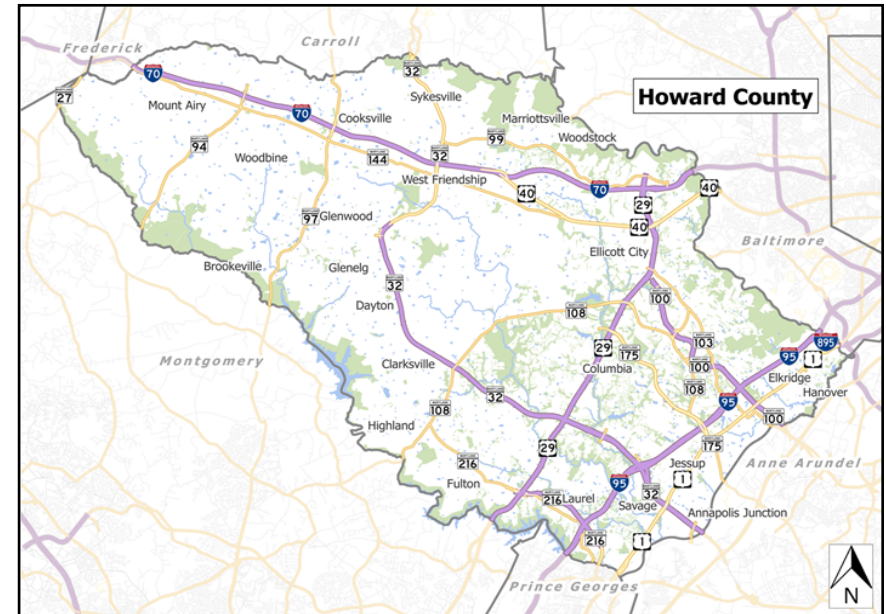 Frederick
Carroll
70
32
27
Mount Airy
Sykesville
Howard County
70
Cooksville
Marriottsville
94
99
Woodstock
Woodbine
144
32
West Friendship
70
40
40
29
97
Glenwood
40
Baltimore
Ellicott City
Brookeville
Glenelg
32
100
Dayton
108
103
895
Montgomery
29
175
95
1
Clarksville
Columbia
100
Elkridge
32
108
95
Hanover
108
100
Highland
29
175
216
Jessup
Anne Arundel
Fulton
95
1
216
Laurel
32
Savage
Annapolis Junction
216
1
Prince Georges
N